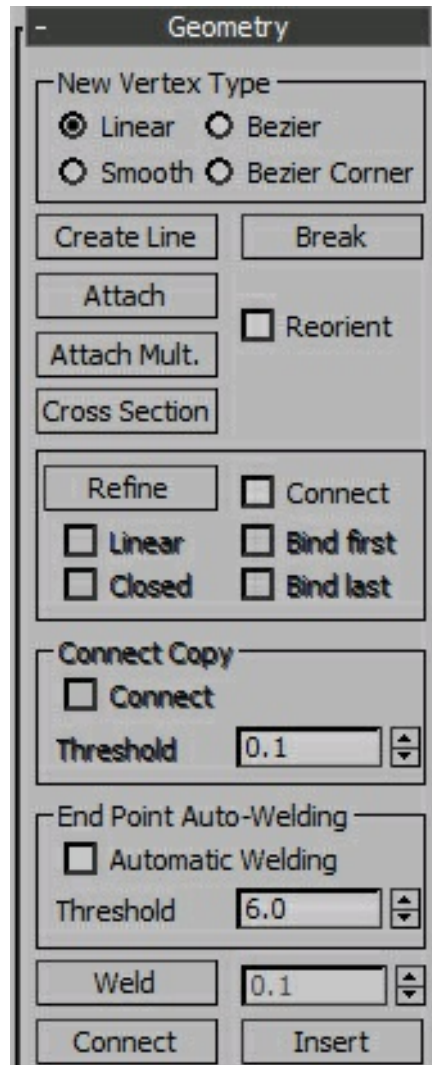 - Geometry
New Vertex Type
Linear Bezier
Smooth Bezier Corner
Create Line Break
Attach
Reorient
Attach Mult.
Cross Section
Refine Connect
Linear Bind first
Closed Bind last
Connect Copy
Connect
Threshold 0.1
End Point Auto-Welding
Automatic Welding
Threshold 6.0
Weld 0.1
Connect Insert